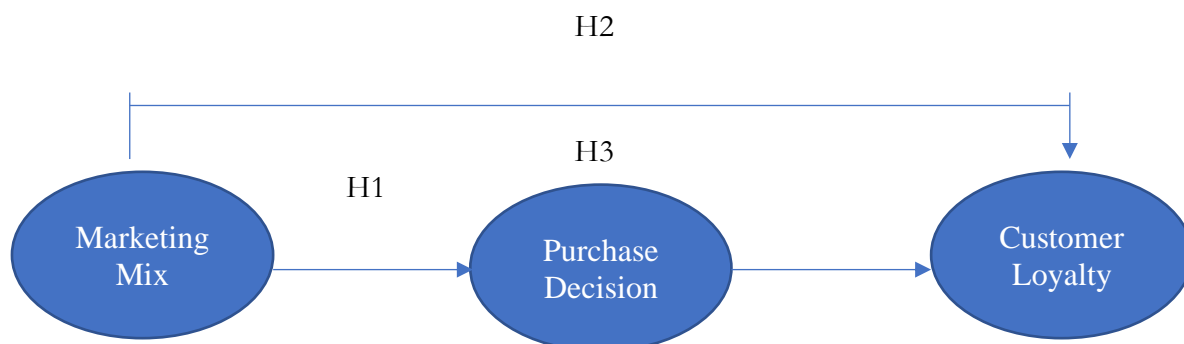 H2
H3
H1
Marketing
Mix
Purchase
Decision
Customer
Loyalty